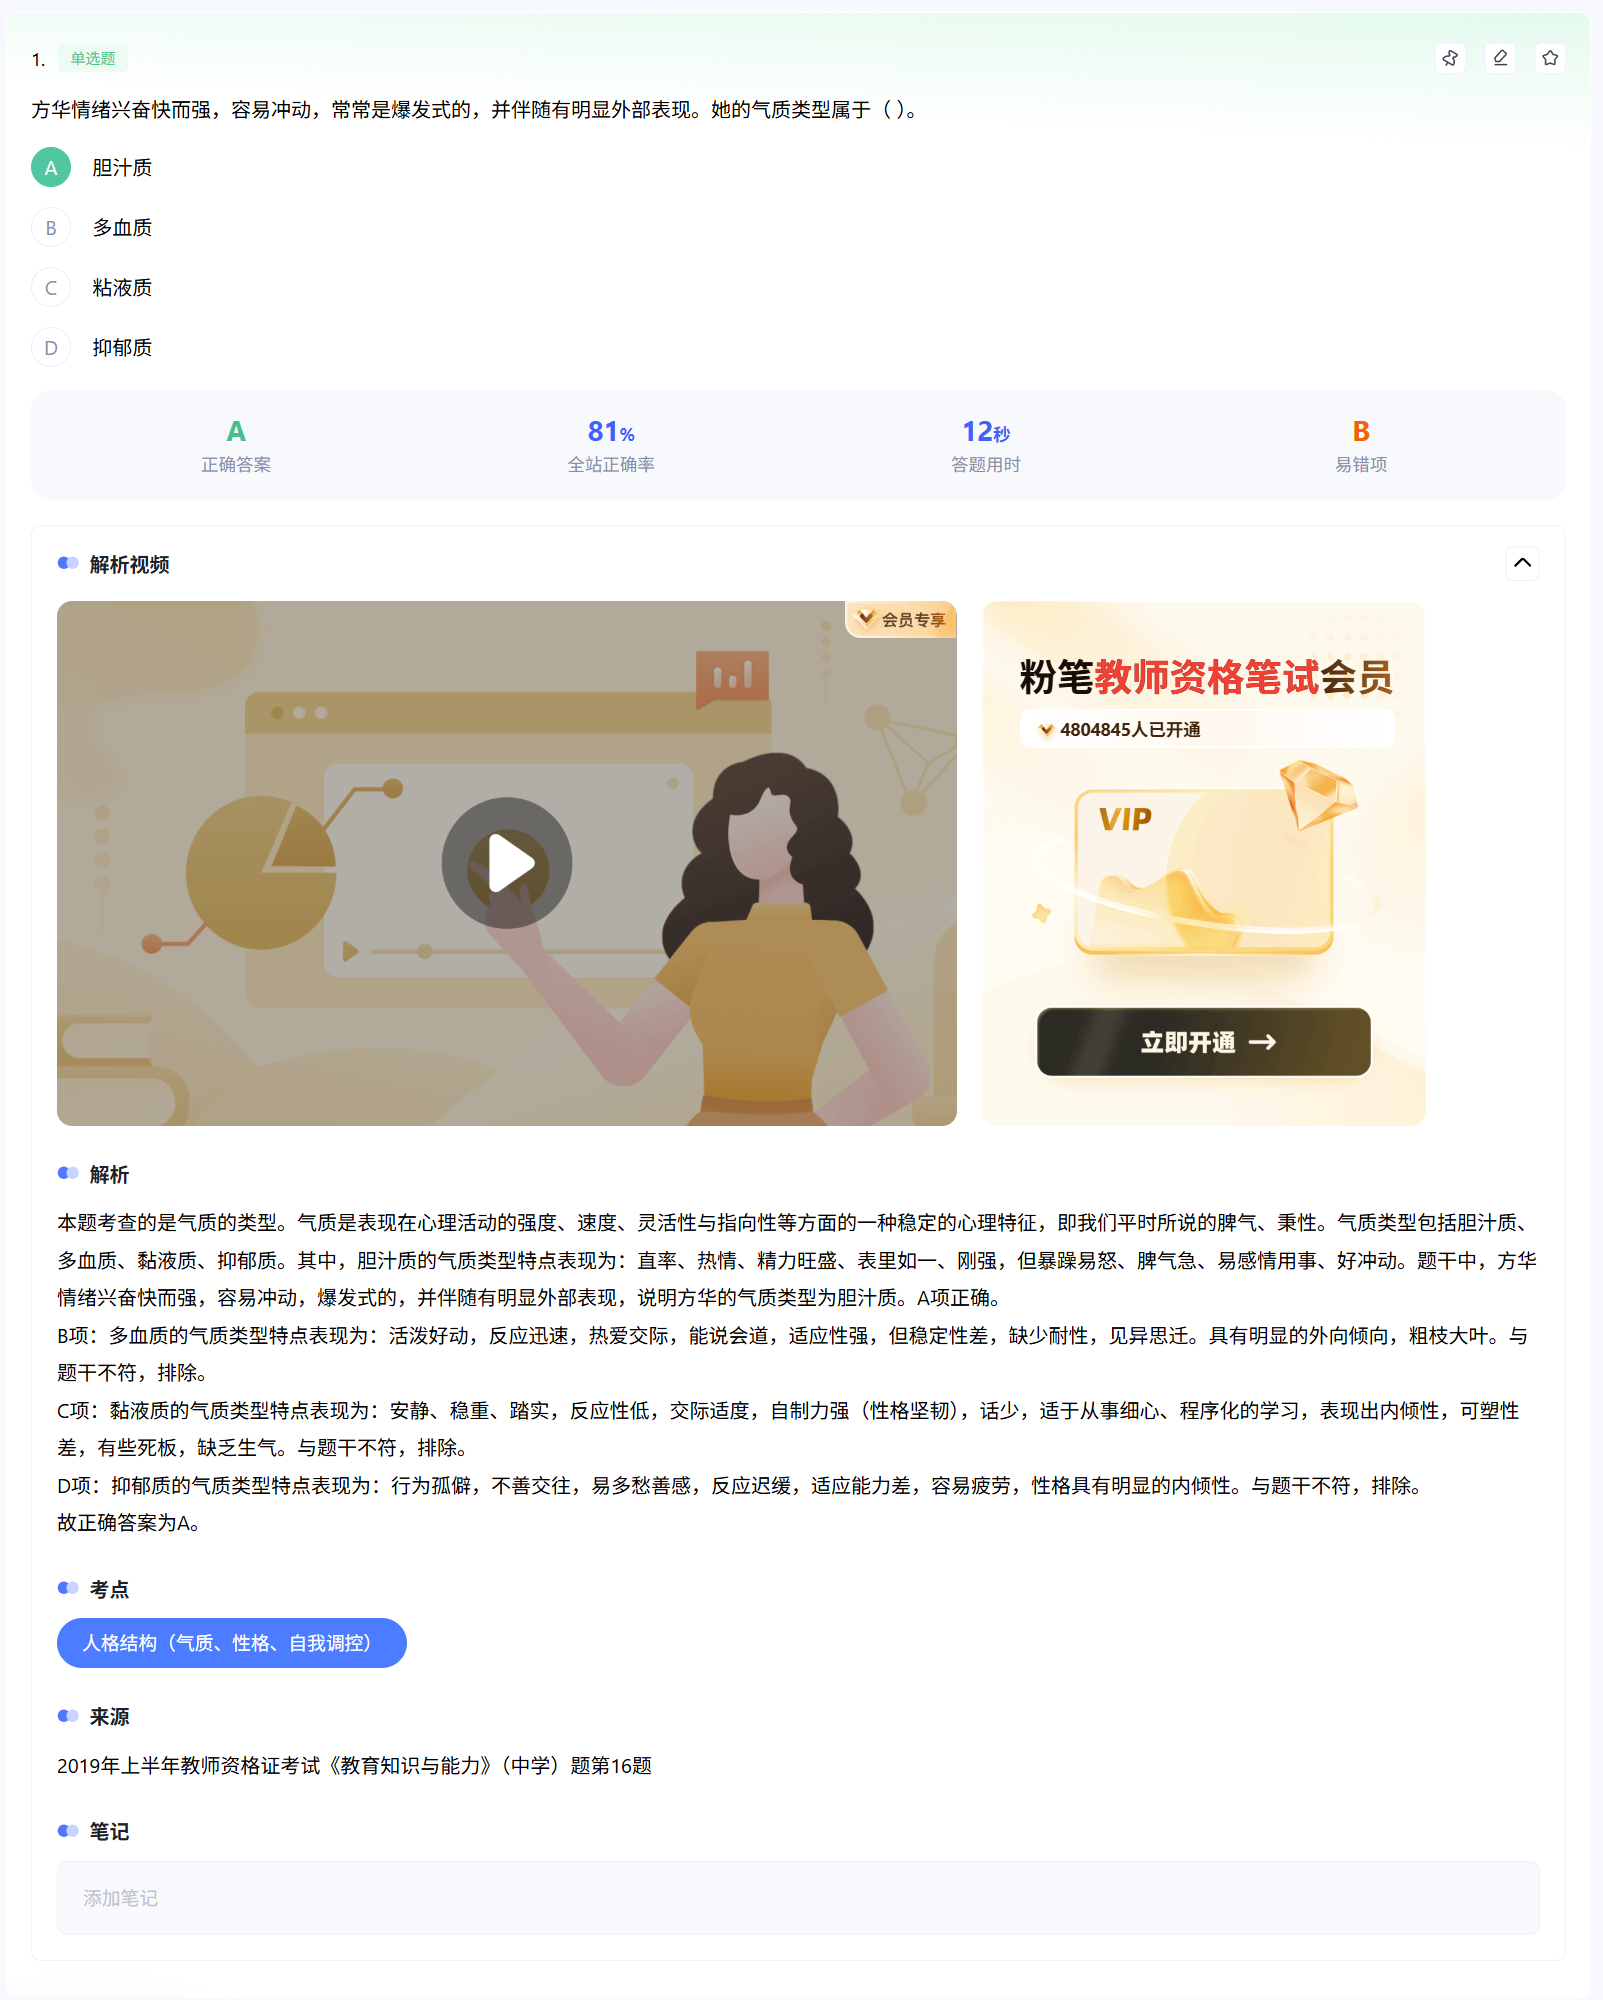 1. 单选题
方华情绪兴奋快而强，容易冲动，常常是爆发式的，并伴随有明显外部表现。她的气质类型属于（ ）。
A 胆汁质
B 多血质
C 粘液质
D 抑郁质
A 81% 12秒 B
正确答案 全站正确率 答题用时 易错项
解析视频
会员专享
粉笔教师资格笔试会员
4804845人已开通
VIP
立即开通 →
解析
本题考查的是气质的类型。气质是表现在心理活动的强度、速度、灵活性与指向性等方面的一种稳定的心理特征，即我们平时所说的脾气、秉性。气质类型包括胆汁质、
多血质、黏液质、抑郁质。其中，胆汁质的气质类型特点表现为：直率、热情、精力旺盛、表里如一、刚强，但暴躁易怒、脾气急、易感情用事、好冲动。题干中，方华
情绪兴奋快而强，容易冲动，爆发式的，并伴随有明显外部表现，说明方华的气质类型为胆汁质。A项正确。
B项：多血质的气质类型特点表现为：活泼好动，反应迅速，热爱交际，能说会道，适应性强，但稳定性差，缺少耐性，见异思迁。具有明显的外向倾向，粗枝大叶。与
题干不符，排除。
C项：黏液质的气质类型特点表现为：安静、稳重、踏实，反应性低，交际适度，自制力强（性格坚韧），话少，适于从事细心、程序化的学习，表现出内倾性，可塑性
差，有些死板，缺乏生气。与题干不符，排除。
D项：抑郁质的气质类型特点表现为：行为孤僻，不善交往，易多愁善感，反应迟缓，适应能力差，容易疲劳，性格具有明显的内倾性。与题干不符，排除。
故正确答案为A。
考点
人格结构（气质、性格、自我调控）
来源
2019年上半年教师资格证考试《教育知识与能力》（中学）题第16题
笔记
添加笔记